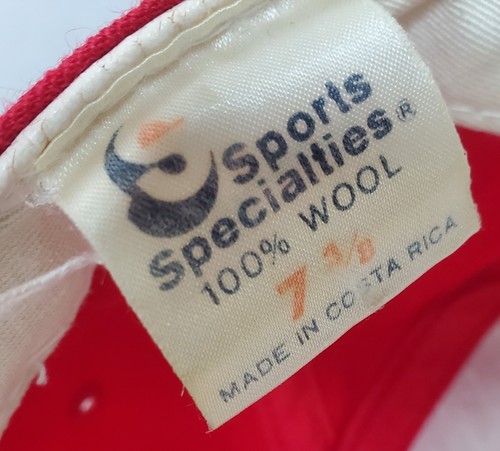 Sports
Specialties®
100% WOOL
7 3/8
MADE IN COSTA RICA